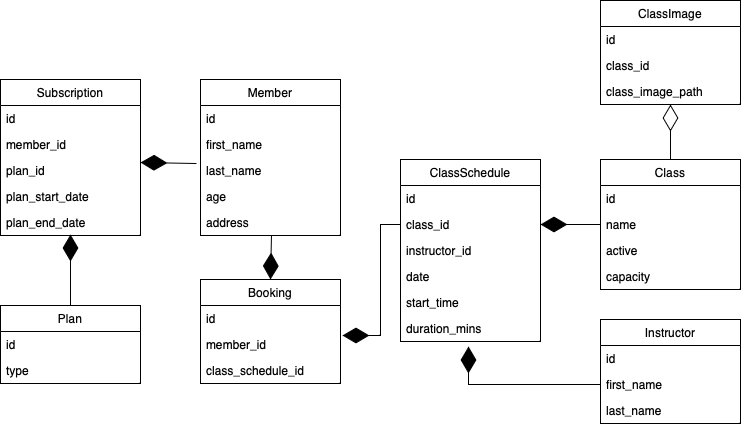 ClassImage
id
class_id
class_image_path
Subscription
id
member_id
plan_id
plan_start_date
plan_end_date
Member
id
first_name
last_name
age
address
ClassSchedule
id
class_id
instructor_id
date
start_time
duration_mins
Class
id
name
active
capacity
Booking
id
member_id
class_schedule_id
Plan
id
type
Instructor
id
first_name
last_name